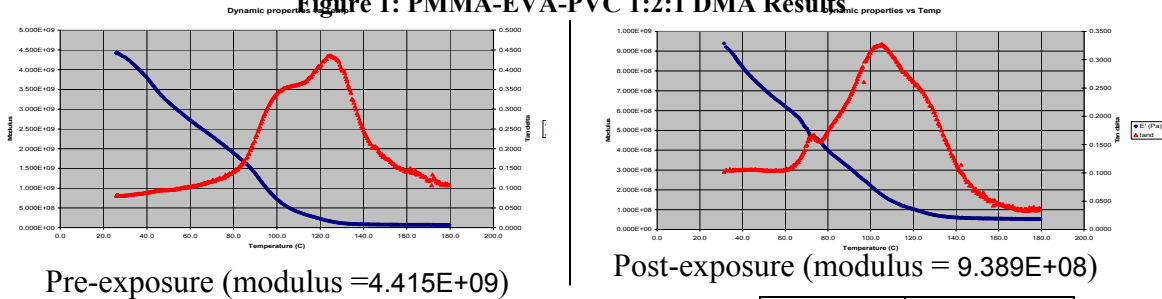 Figure 1: PMMA-EVA-PVC 1:2:1 DMA Results
Dynamic properties vs Temp
5.000E+09
4.500E+09
4.000E+09
3.500E+09
3.000E+09
2.500E+09
2.000E+09
1.500E+09
1.000E+09
5.000E+08
0.000E+00
Modulus
0.5000
0.4500
0.4000
0.3500
0.3000
0.2500
0.2000
0.1500
0.1000
0.0500
0.0000
Tan delta
0.0 20.0 40.0 60.0 80.0 100.0 120.0 140.0 160.0 180.0 200.0
Temperature (C)
Pre-exposure (modulus =4.415E+09)
Dynamic properties vs Temp
1.000E+09
9.000E+08
8.000E+08
7.000E+08
6.000E+08
5.000E+08
4.000E+08
3.000E+08
2.000E+08
1.000E+08
0.000E+00
Modulus
0.3500
0.3000
0.2500
0.2000
0.1500
0.1000
0.0500
0.0000
Tan delta
E' (Pa)
tand
0.0 20.0 40.0 60.0 80.0 100.0 120.0 140.0 160.0 180.0 200.0
Temperature (C)
Post-exposure (modulus = 9.389E+08)